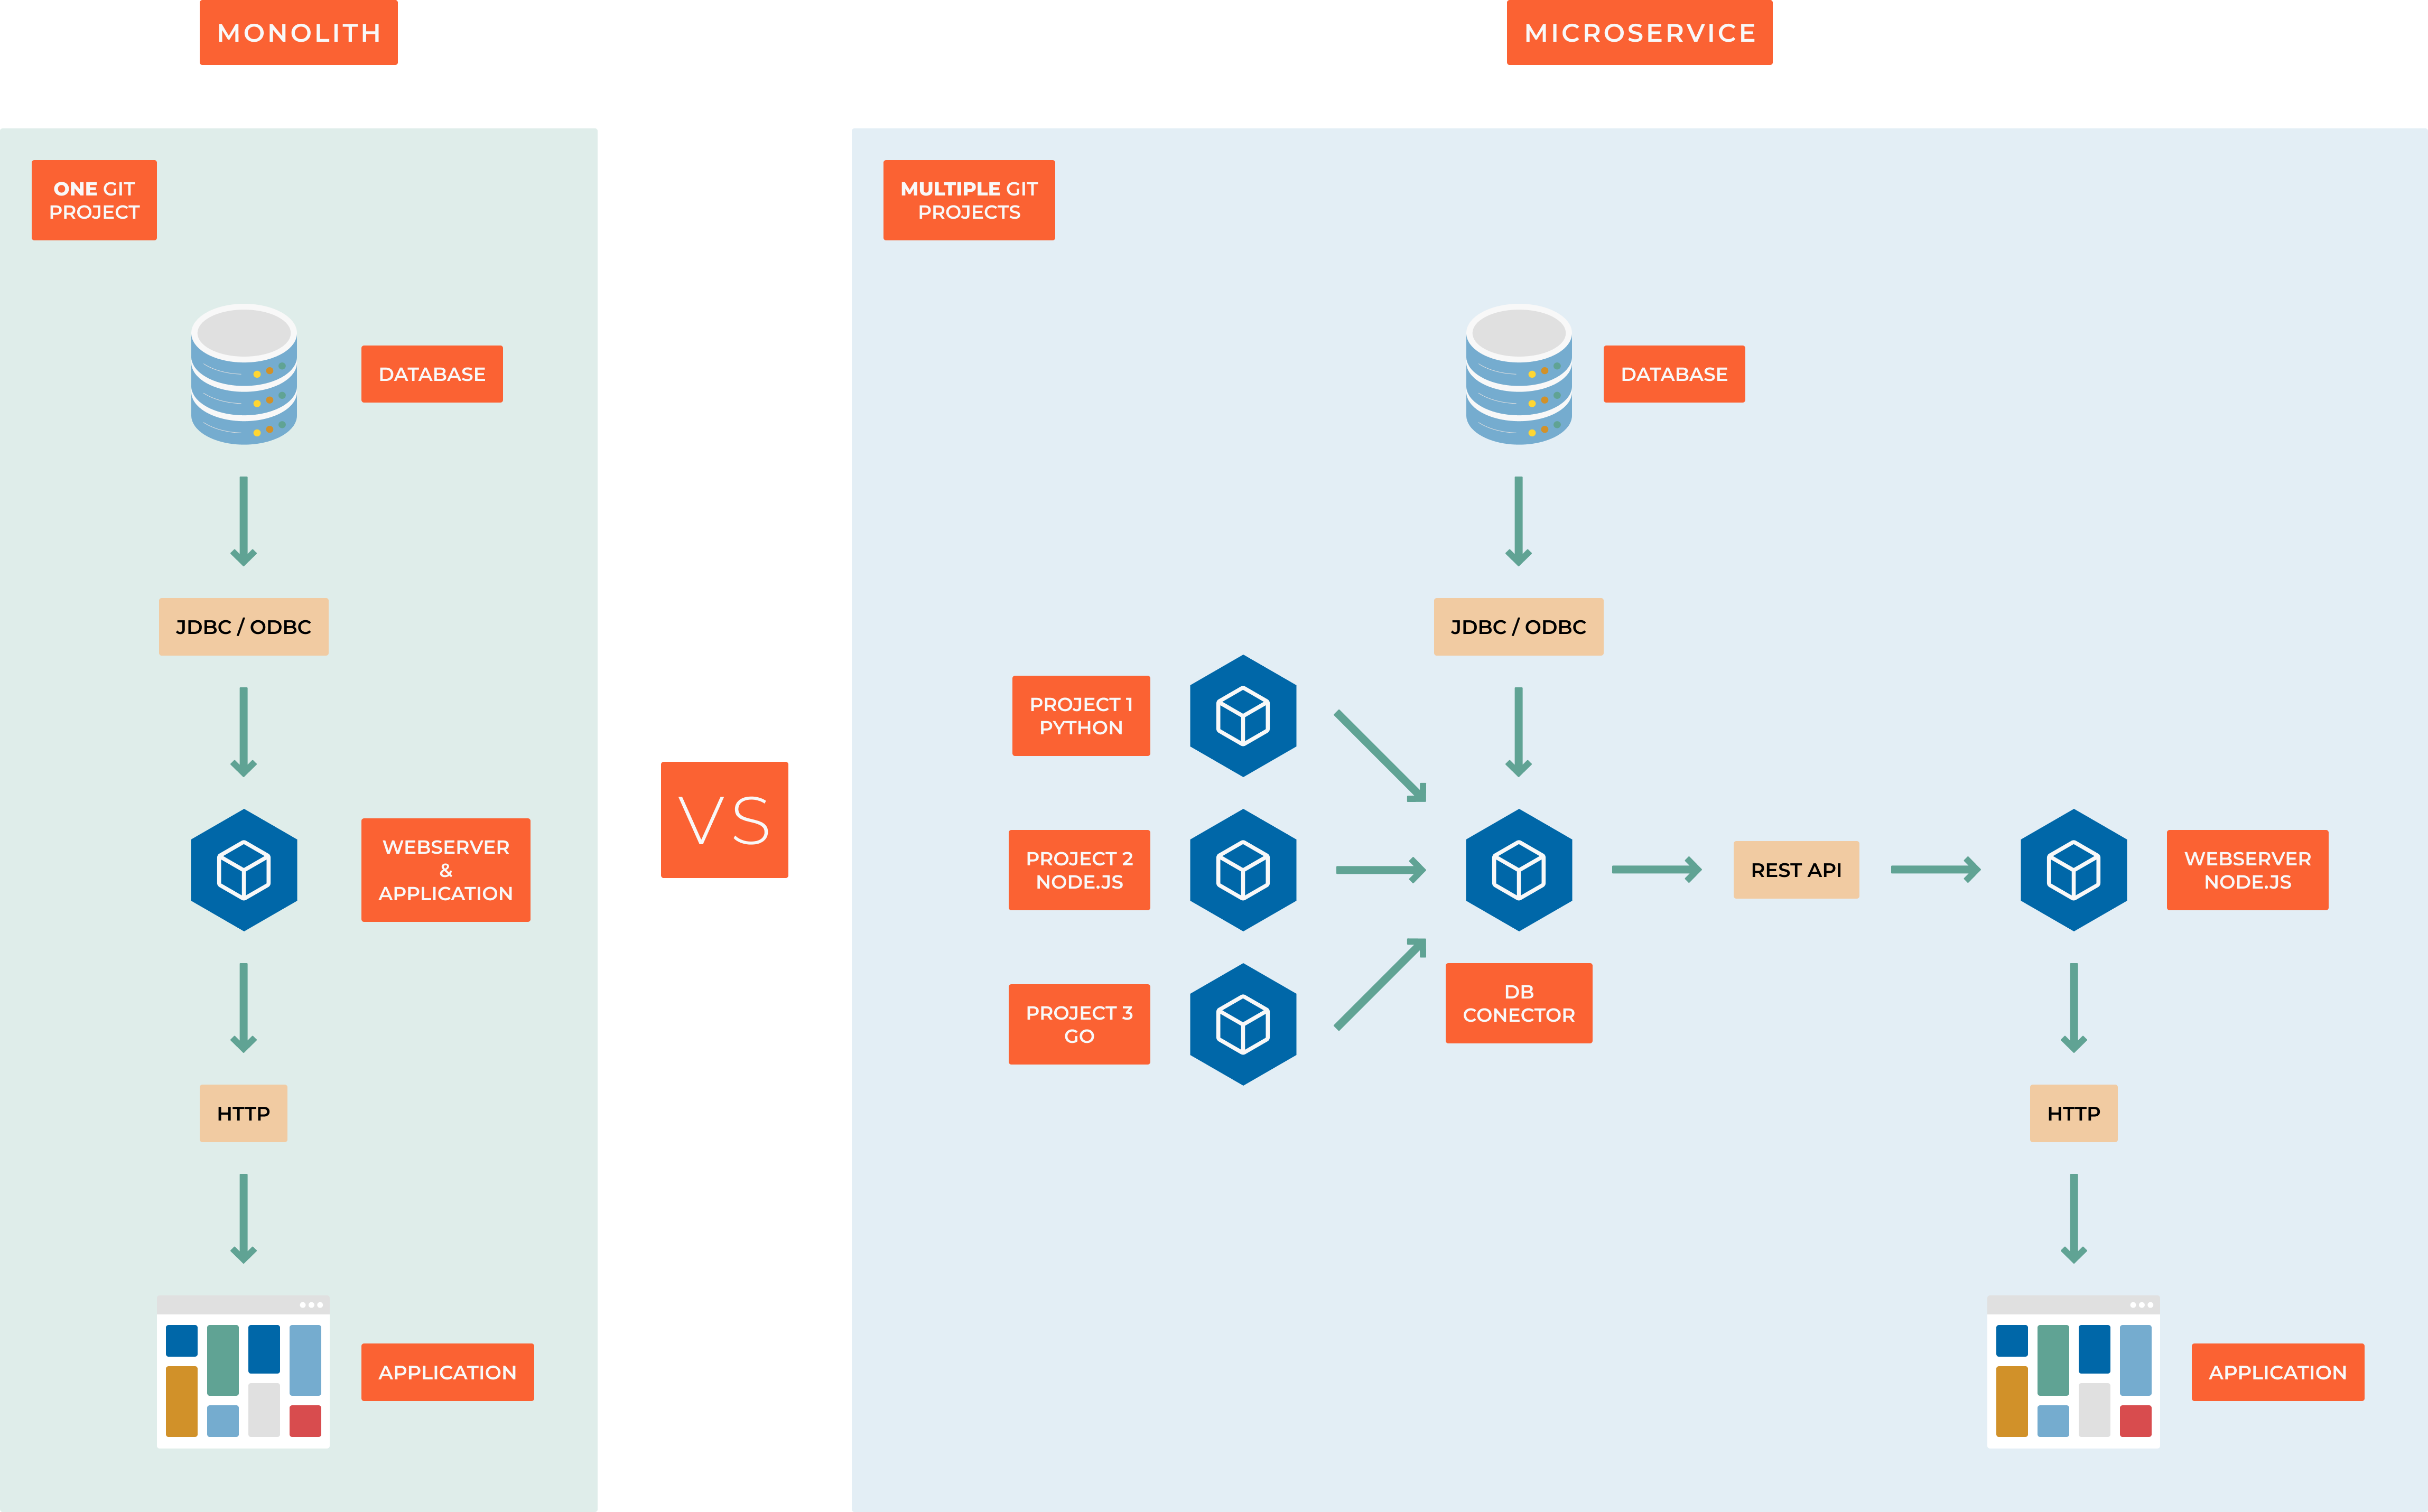 MONOLITH
MICROSERVICE
ONE GIT
PROJECT
DATABASE
JDBC / ODBC
WEBSERVER
&
APPLICATION
HTTP
APPLICATION
VS
MULTIPLE GIT
PROJECTS
DATABASE
JDBC / ODBC
PROJECT 1
PYTHON
PROJECT 2
NODE.JS
PROJECT 3
GO
DB
CONECTOR
REST API
WEBSERVER
NODE.JS
HTTP
APPLICATION